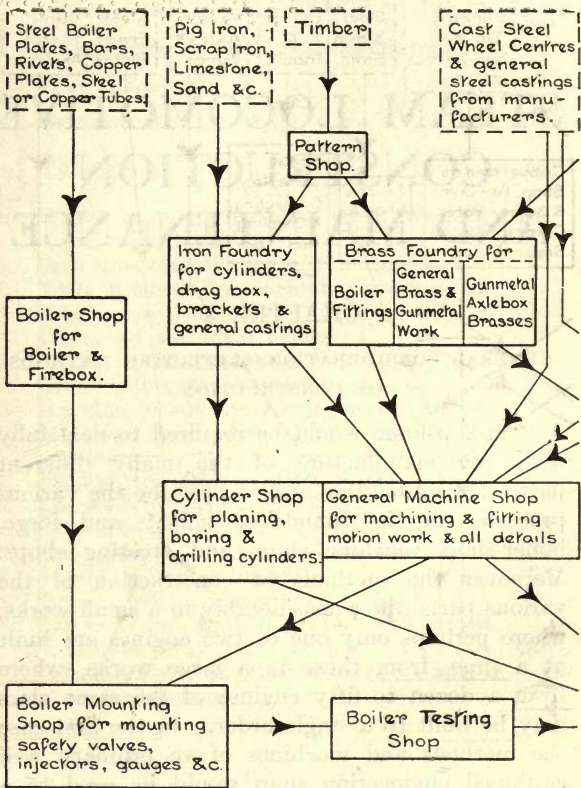 Steel Boiler
Plates, Bars,
Rivets, Copper
Plates, Steel
or Copper Tubes
Pig Iron,
Scrap Iron
Limestone,
Sand &c.
Timber
Cast Steel
Wheel Centres
& general
steel castings
from manu-
facturers.
Pattern
Shop.
Iron Foundry
for cylinders,
drag box
brackets &
general castings
Brass Foundry for
Boiler
Fittings
General
Brass &
Gunmetal
Work
Gunmetal
Axlebox
Brasses
Boiler Shop
for
Boiler &
Firebox.
Cylinder Shop
for planing,
boring &
drilling cylinders.
General Machine Shop
for machining & fitting
motion work & all details
Boiler Mounting
Shop for mounting
safety valves,
injectors, gauges &c.
Boiler Testing
Shop